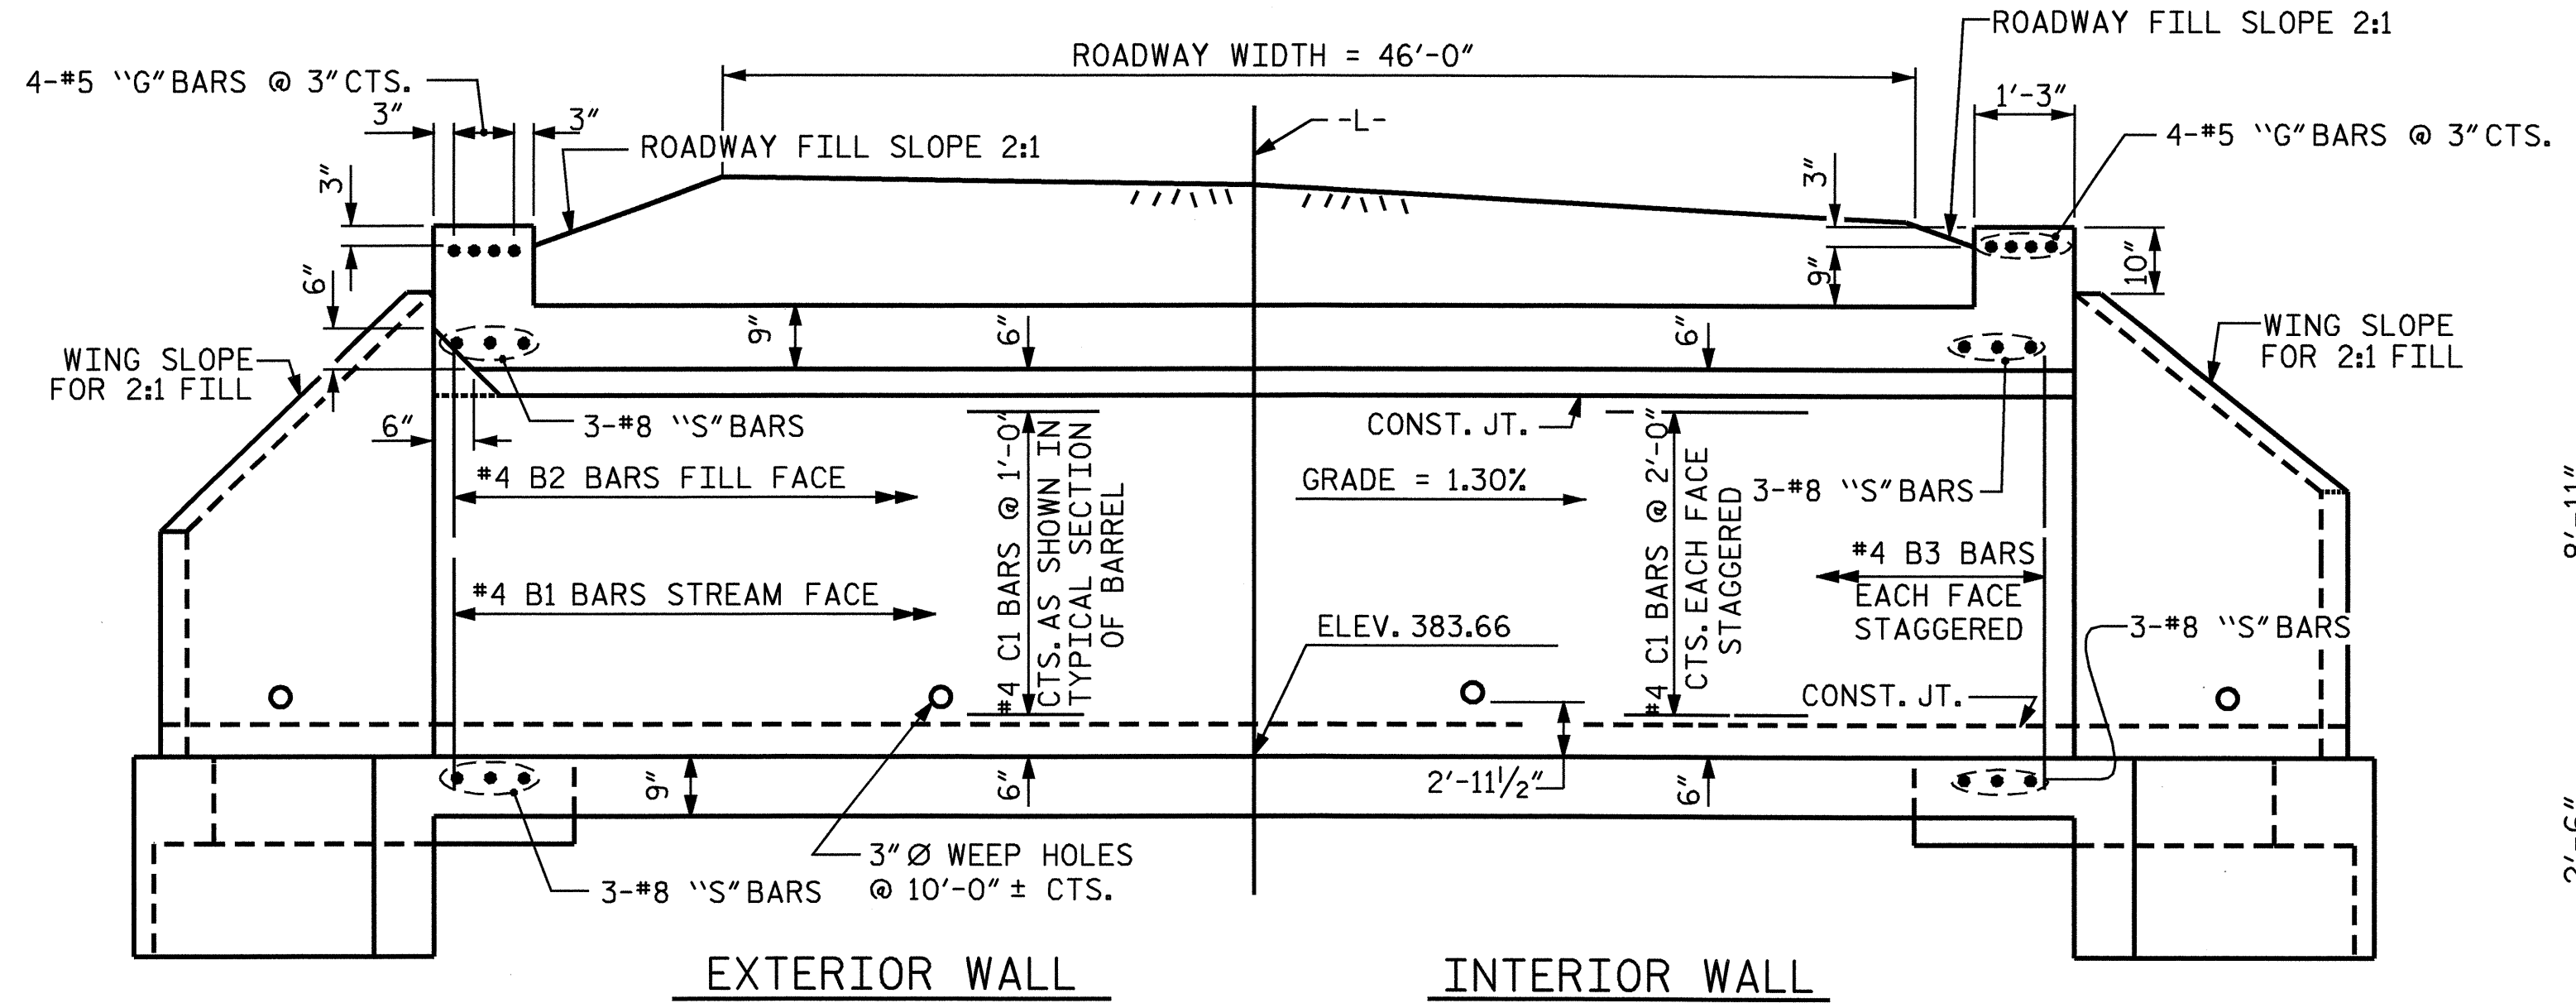 ROADWAY FILL SLOPE 2:1
ROADWAY WIDTH = 46'-0"
4-#5 "G" BARS @ 3" CTS.
1'-3"
3"
3"
-L-
4-#5 "G" BARS @ 3" CTS.
ROADWAY FILL SLOPE 2:1
3"
3"
6"
9"
10"
9"
6"
6"
WING SLOPE
FOR 2:1 FILL
WING SLOPE
FOR 2:1 FILL
6"
3-#8 "S" BARS
CONST. JT.
#4 B2 BARS FILL FACE
#4 C1 BARS @ 1'-0"
CTS. AS SHOWN IN
TYPICAL SECTION
OF BARREL
GRADE = 1.30%
#4 C1 BARS @ 2'-0"
CTS. EACH FACE
STAGGERED
3-#8 "S" BARS
8'-11"
#4 B3 BARS
EACH FACE
STAGGERED
#4 B1 BARS STREAM FACE
ELEV. 383.66
3-#8 "S" BARS
CONST. JT.
9"
6"
2'-11 1/2"
6"
2'-6"
3" Ø WEEP HOLES
@ 10'-0" ± CTS.
3-#8 "S" BARS
EXTERIOR WALL
INTERIOR WALL